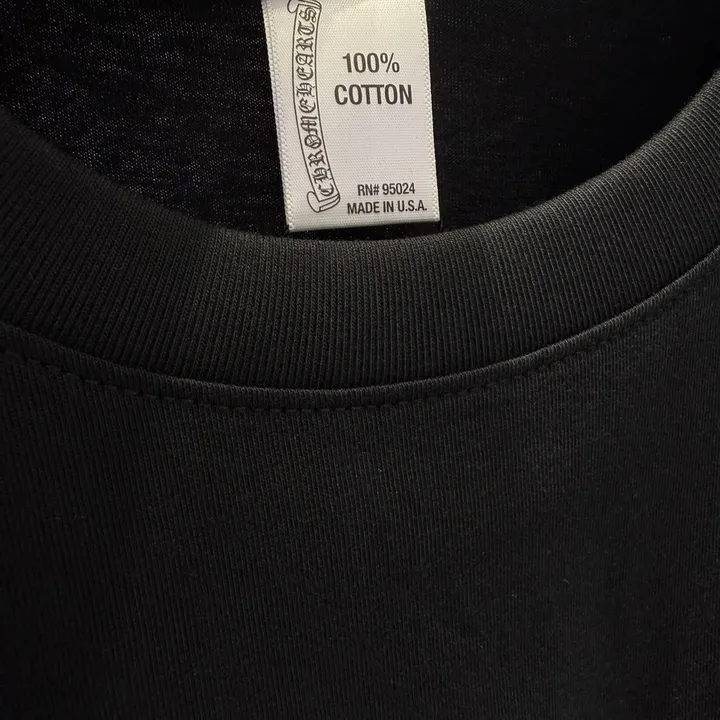 CHROME HEARTS
100%
COTTON
RN# 95024
MADE IN U.S.A.